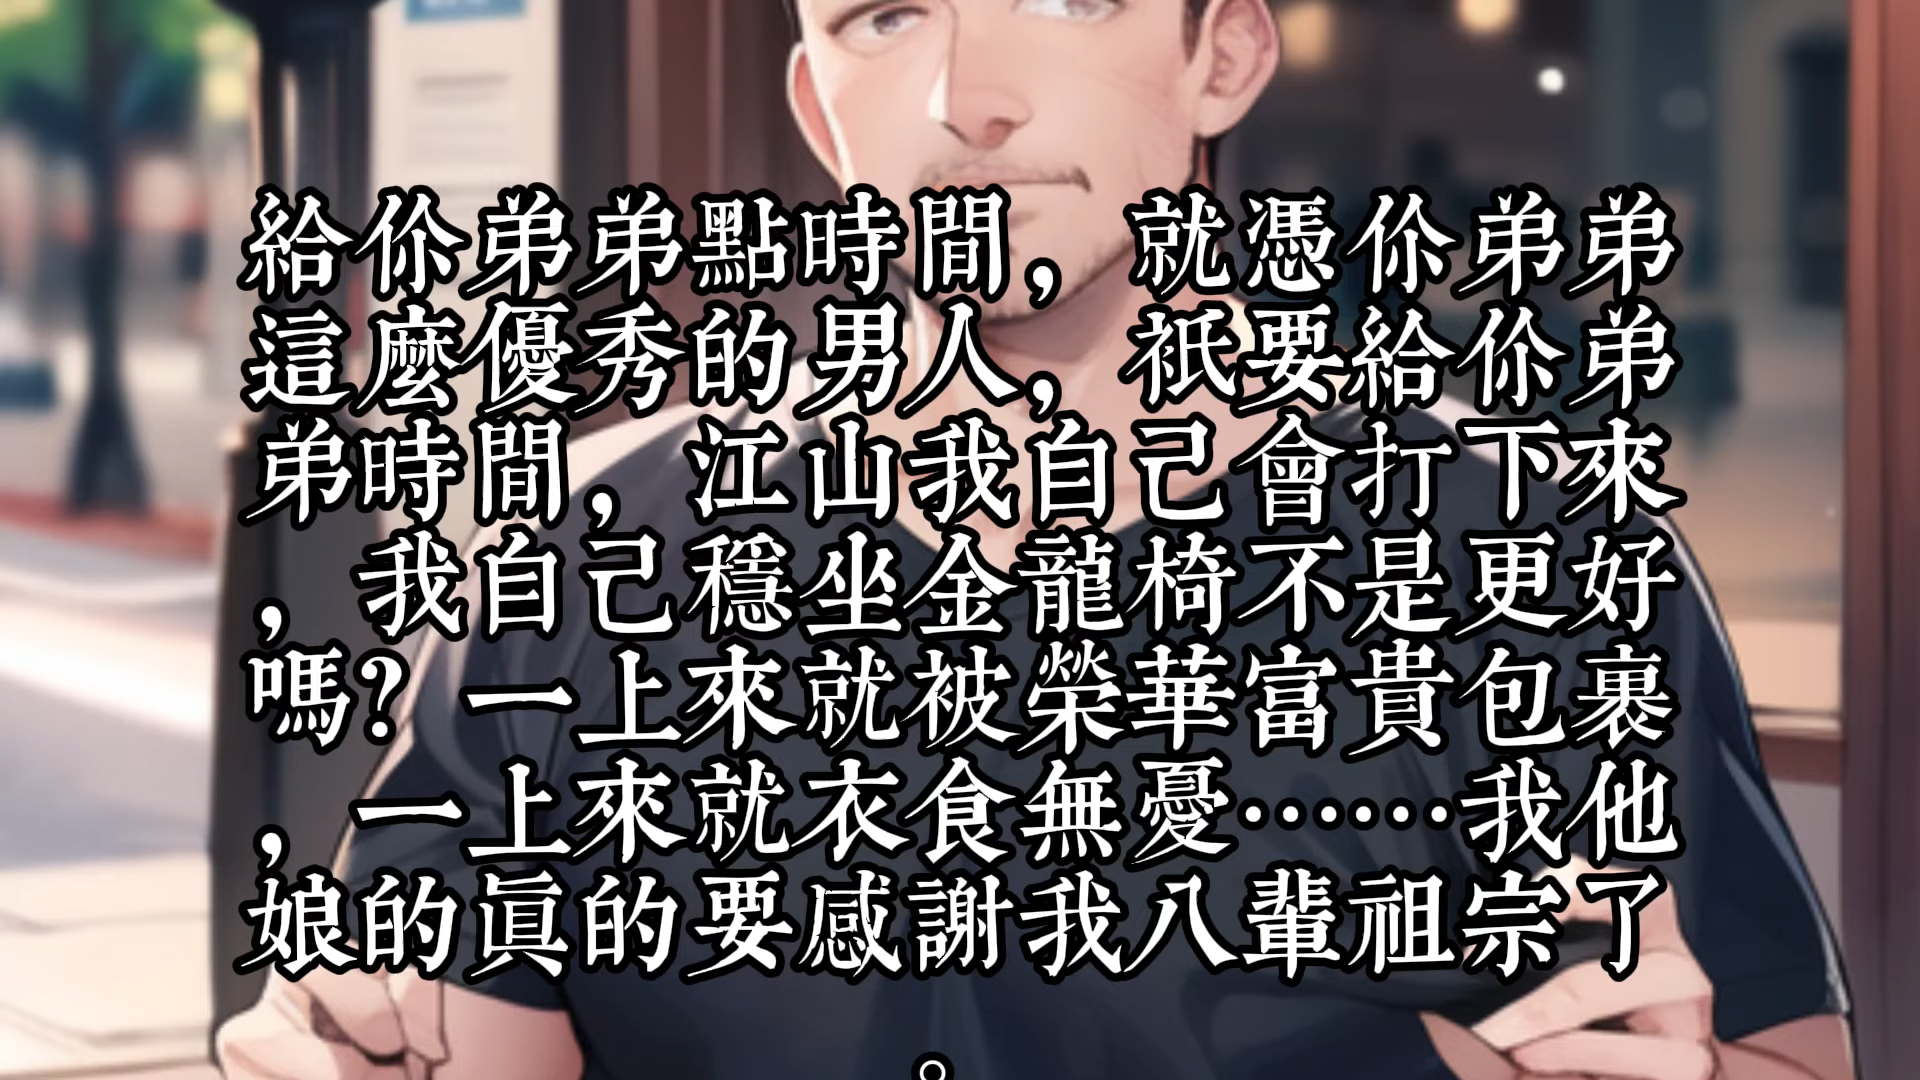 給你弟弟點時間，就憑你弟弟
這麼優秀的男人，衹要給你弟
弟時間，江山我自己會打下來
，我自己穩坐金龍椅不是更好
嗎？一上來就被榮華富貴包裹
，一上來就衣食無憂……我他
娘的眞的要感謝我八輩祖宗了
。